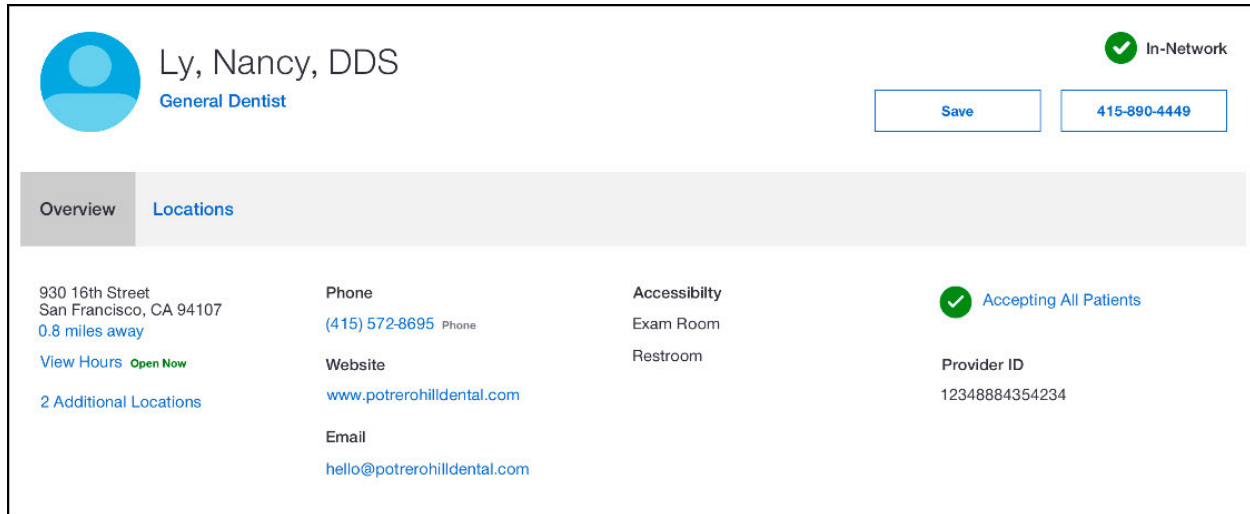 Ly, Nancy, DDS
General Dentist
In-Network
Save
415-890-4449
Overview
Locations
930 16th Street
San Francisco, CA 94107
0.8 miles away
View Hours Open Now
2 Additional Locations
Phone
(415) 572-8695 Phone
Website
www.potrerohilldental.com
Email
hello@potrerohilldental.com
Accessibilty
Exam Room
Restroom
Accepting All Patients
Provider ID
12348884354234